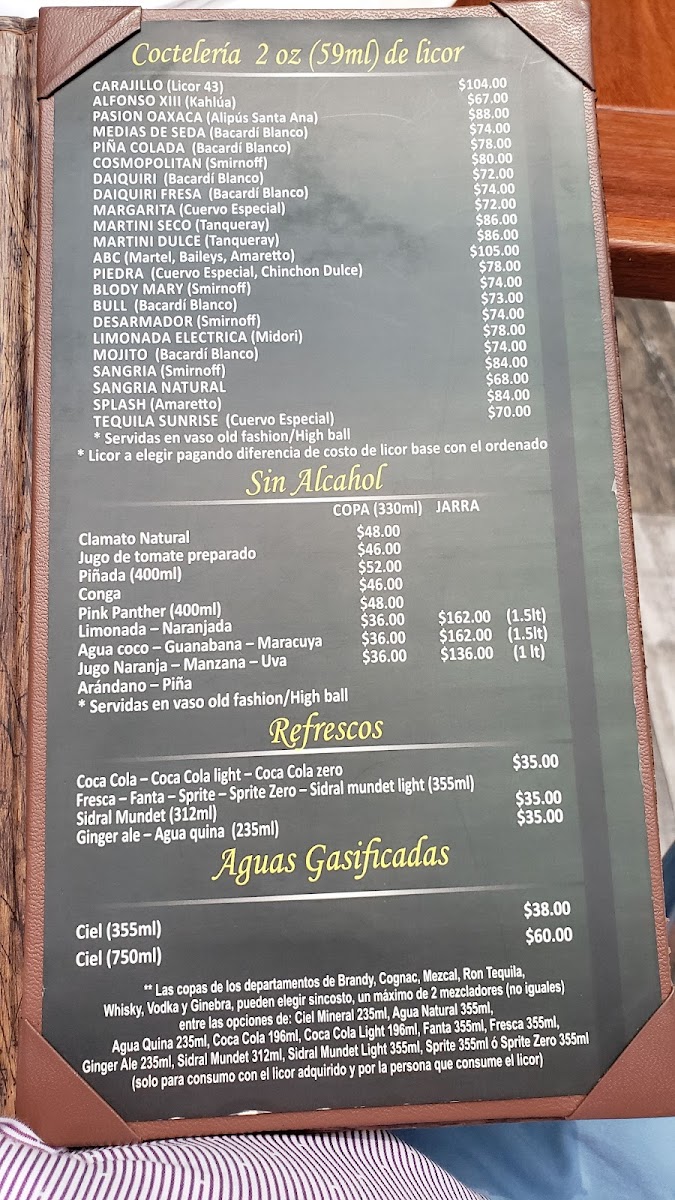 Coctelería 2 oz (59ml) de licor
CARAJILLO (Licor 43) $104.00
ALFONSO XIII (Kahlúa) $67.00
PASION OAXACA (Alipús Santa Ana) $88.00
MEDIAS DE SEDA (Bacardí Blanco) $74.00
PIÑA COLADA (Bacardí Blanco) $78.00
COSMOPOLITAN (Smirnoff) $80.00
DAIQUIRI (Bacardí Blanco) $72.00
DAIQUIRI FRESA (Bacardí Blanco) $74.00
MARGARITA (Cuervo Especial) $72.00
MARTINI SECO (Tanqueray) $86.00
MARTINI DULCE (Tanqueray) $86.00
ABC (Martel, Baileys, Amaretto) $105.00
PIEDRA (Cuervo Especial, Chinchon Dulce) $78.00
BLODY MARY (Smirnoff) $74.00
BULL (Bacardí Blanco) $73.00
DESARMADOR (Smirnoff) $74.00
LIMONADA ELECTRICA (Midori) $78.00
MOJITO (Bacardí Blanco) $74.00
SANGRIA (Smirnoff) $84.00
SANGRIA NATURAL $68.00
SPLASH (Amaretto) $84.00
TEQUILA SUNRISE (Cuervo Especial) $70.00
* Servidas en vaso old fashion/High ball
* Licor a elegir pagando diferencia de costo de licor base con el ordenado
Sin Alcahol
COPA (330ml) JARRA
Clamato Natural $48.00
Jugo de tomate preparado $46.00
Piñada (400ml) $52.00
Conga $46.00
Pink Panther (400ml) $48.00
Limonada – Naranjada $36.00 $162.00 (1.5lt)
Agua coco – Guanabana – Maracuya $36.00 $162.00 (1.5lt)
Jugo Naranja – Manzana – Uva $36.00 $136.00 (1 lt)
Arándano – Piña
* Servidas en vaso old fashion/High ball
Refrescos
Coca Cola – Coca Cola light – Coca Cola zero $35.00
Fresca – Fanta – Sprite – Sprite Zero – Sidral mundet light (355ml)
Sidral Mundet (312ml) $35.00
Ginger ale – Agua quina (235ml) $35.00
Aguas Gasificadas
Ciel (355ml) $38.00
Ciel (750ml) $60.00
** Las copas de los departamentos de Brandy, Cognac, Mezcal, Ron Tequila,
Whisky, Vodka y Ginebra, pueden elegir sincosto, un máximo de 2 mezcladores (no iguales)
entre las opciones de: Ciel Mineral 235ml, Agua Natural 355ml,
Agua Quina 235ml, Coca Cola 196ml, Coca Cola Light 196ml, Fanta 355ml, Fresca 355ml,
Ginger Ale 235ml, Sidral Mundet 312ml, Sidral Mundet Light 355ml, Sprite 355ml ó Sprite Zero 355ml
(solo para consumo con el licor adquirido y por la persona que consume el licor)